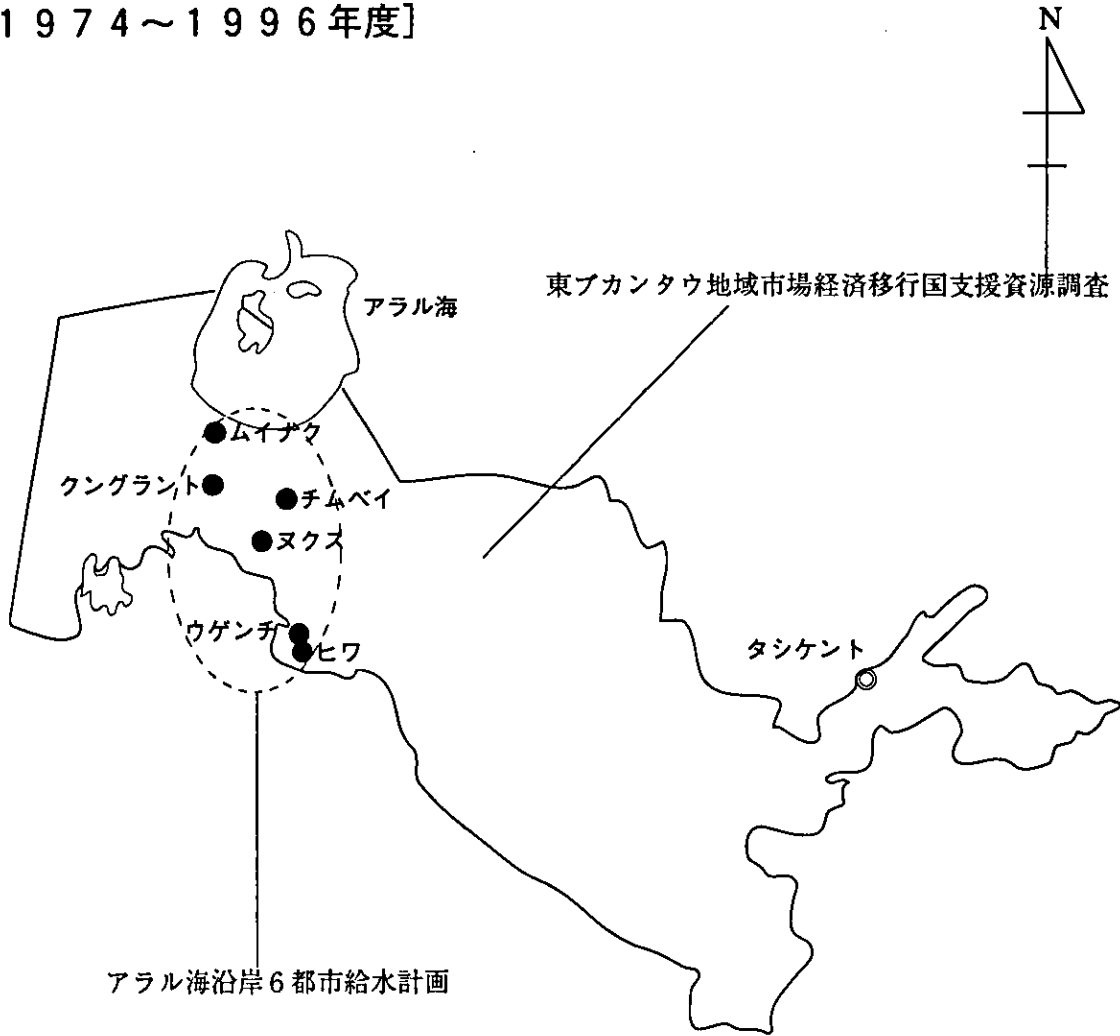 1974～1996年度]
N
東ブカンタウ地域市場経済移行国支援資源調査
アラル海
ムイナク
クングラント
チムベイ
ヌクス
ウゲンチ
ヒワ
タシケント
アラル海沿岸6都市給水計画